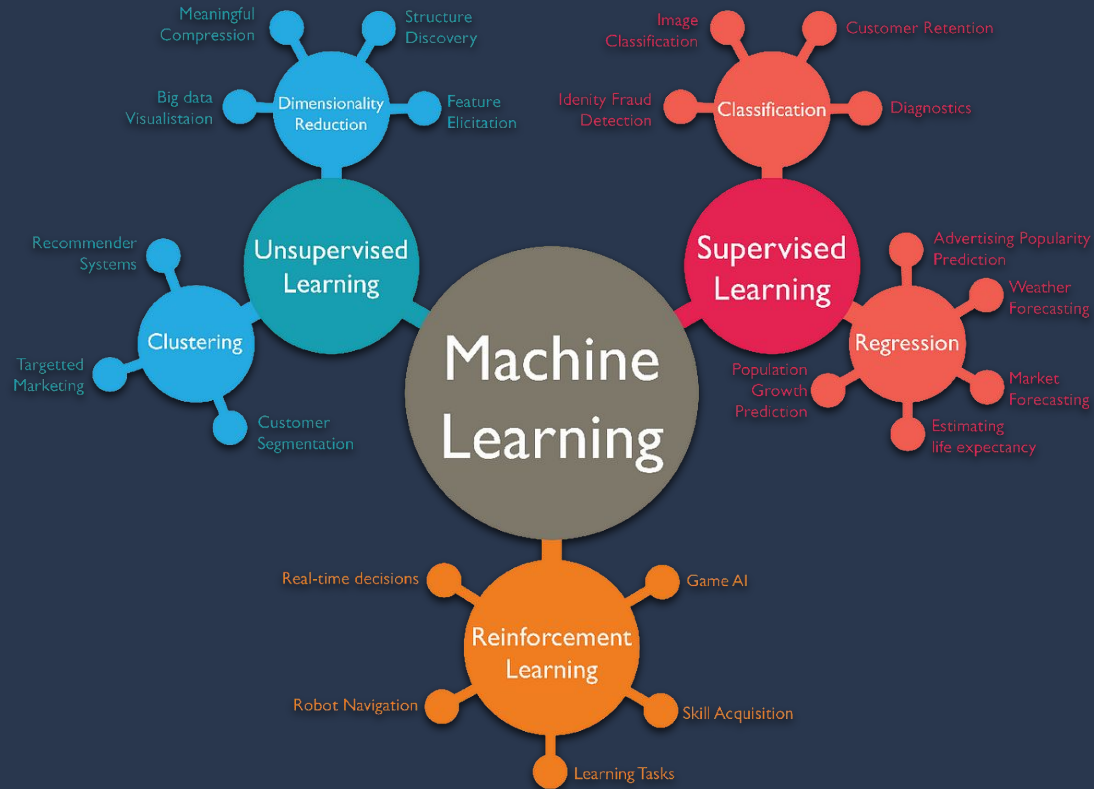 Meaningful
Compression
Structure
Discovery
Big data
Visualistaion
Dimensionality
Reduction
Feature
Elicitation
Image
Classification
Customer Retention
Idenity Fraud
Detection
Classification
Diagnostics
Unsupervised
Learning
Supervised
Learning
Recommender
Systems
Clustering
Targetted
Marketing
Customer
Segmentation
Advertising Popularity
Prediction
Weather
Forecasting
Regression
Population
Growth
Prediction
Market
Forecasting
Estimating
life expectancy
Machine
Learning
Real-time decisions
Game AI
Reinforcement
Learning
Robot Navigation
Skill Acquisition
Learning Tasks